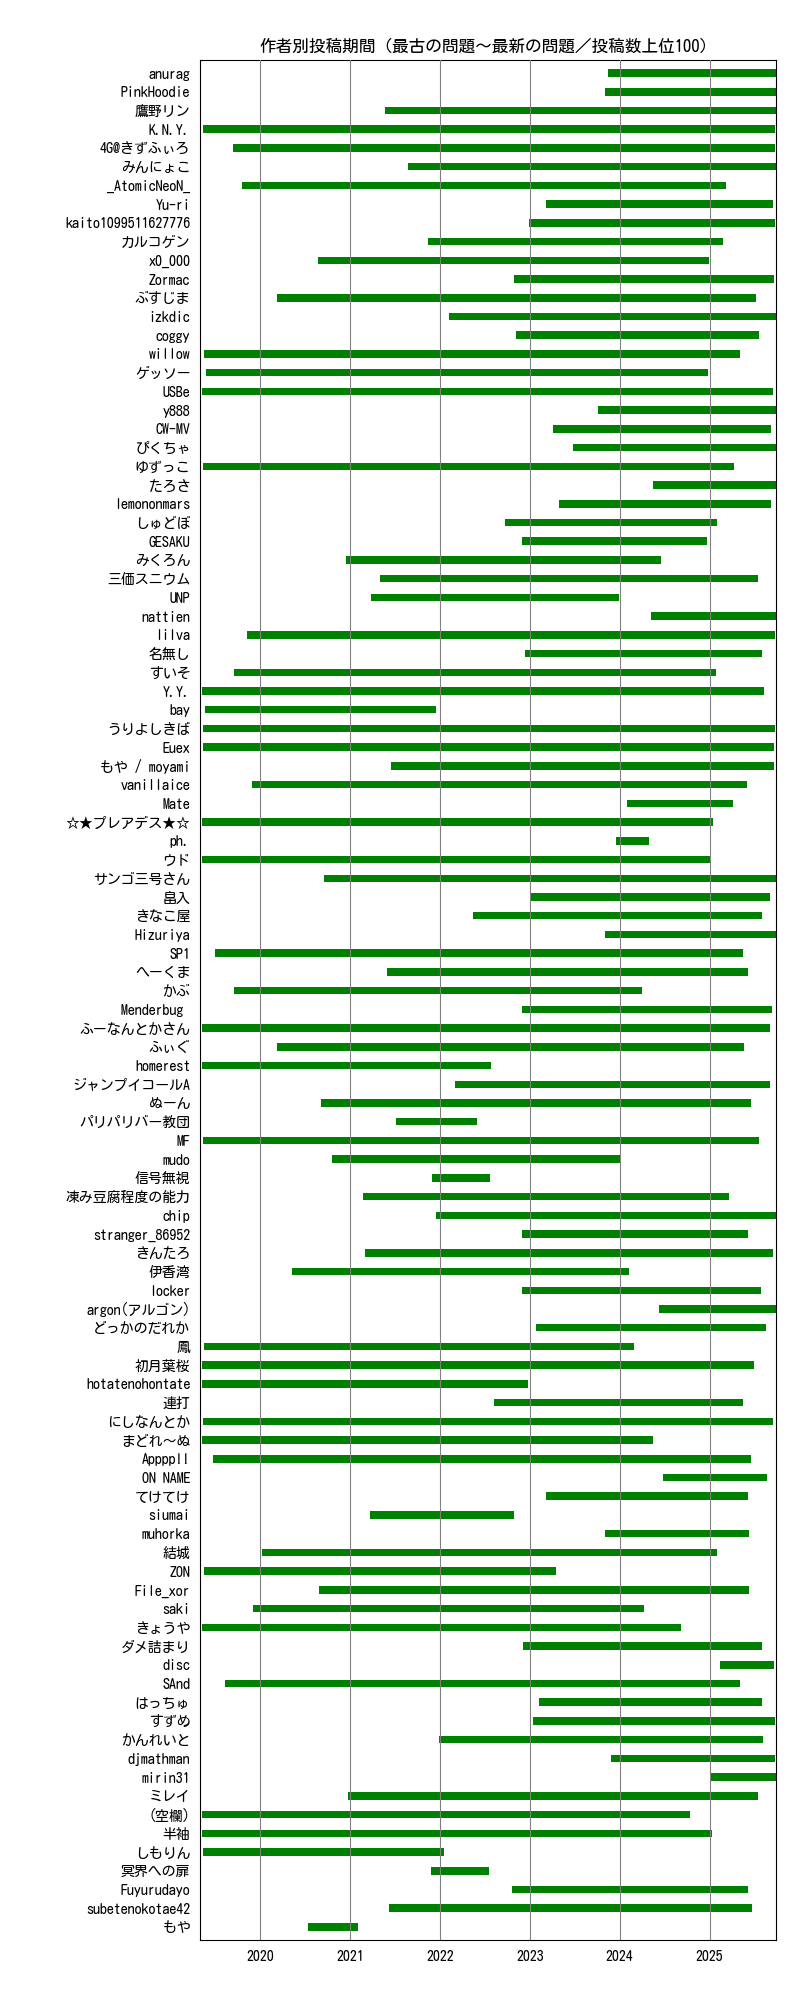 作者別投稿期間（最古の問題～最新の問題／投稿数上位100）
anurag
PinkHoodie
鷹野リン
K.N.Y.
4G@きずふぃろ
みんにょこ
_AtomicNeoN_
Yu-ri
kaito1099511627776
カルコゲン
x0_000
Zormac
ぷすじま
izkdic
coggy
willow
ゲッソー
USBe
y888
CW-MV
ぴくちゃ
ゆずっこ
たろさ
lemononmars
しゅどぼ
GESAKU
みくろん
三価スニウム
UNP
nattien
lilva
名無し
すいそ
Y.Y.
bay
うりよしきば
Euex
もや / moyami
vanillaice
Mate
☆★プレアデス★☆
ph.
ウド
サンゴ三号さん
畠入
きなこ屋
Hizuriya
SP1
へーくま
かぶ
Menderbug
ふーなんとかさん
ふぃぐ
homerest
ジャンプイコールA
ぬーん
パリパリバー教団
MF
mudo
信号無視
凍み豆腐程度の能力
chip
stranger_86952
きんたろ
伊香湾
locker
argon(アルゴン)
どっかのだれか
鳳
初月葉桜
hotatenohontate
連打
にしなんとか
まどれ～ぬ
Appppll
ON NAME
てけてけ
siumai
muhorka
結城
ZON
File_xor
saki
きょうや
ダメ詰まり
disc
SAnd
はっちゅ
すずめ
かんれいと
djmathman
mirin31
ミレイ
(空欄)
半袖
しもりん
冥界への扉
Fuyurudayo
subetenokotae42
もや
2020 2021 2022 2023 2024 2025